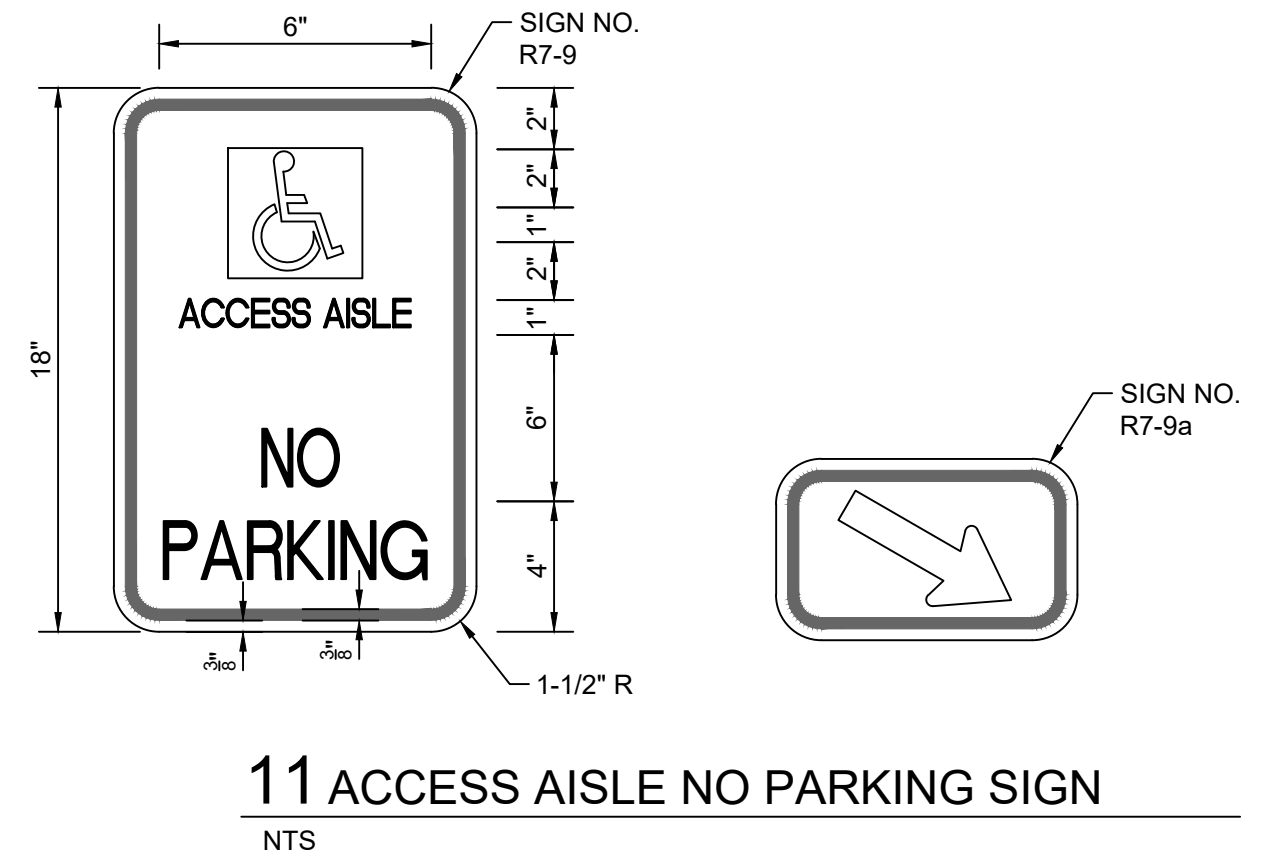 6"
SIGN NO.
R7-9
18"
2"
2"
1"
2"
1"
6"
4"
ACCESS AISLE
NO
PARKING
3/8"
3/8"
1-1/2" R
SIGN NO.
R7-9a
11 ACCESS AISLE NO PARKING SIGN
NTS